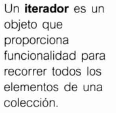 Un iterador es un
objeto que
proporciona
funcionalidad para
recorrer todos los
elementos de una
colección.